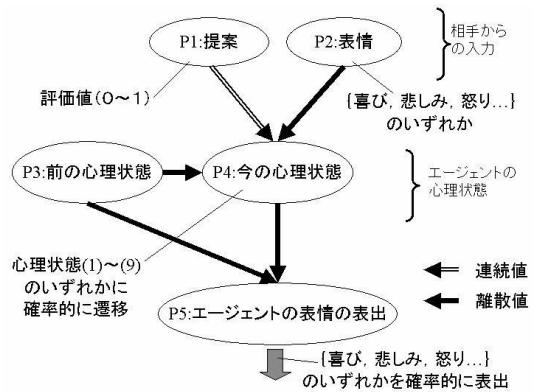 P1:提案
P2:表情
相手から
の入力
評価値(0~1)
{喜び, 悲しみ, 怒り…}
のいずれか
P3:前の心理状態
P4:今の心理状態
エージェントの
心理状態
心理状態(1)~(9)
のいずれかに
確率的に遷移
連続値
離散値
P5:エージェントの表情の表出
{喜び, 悲しみ, 怒り…}
のいずれかを確率的に表出